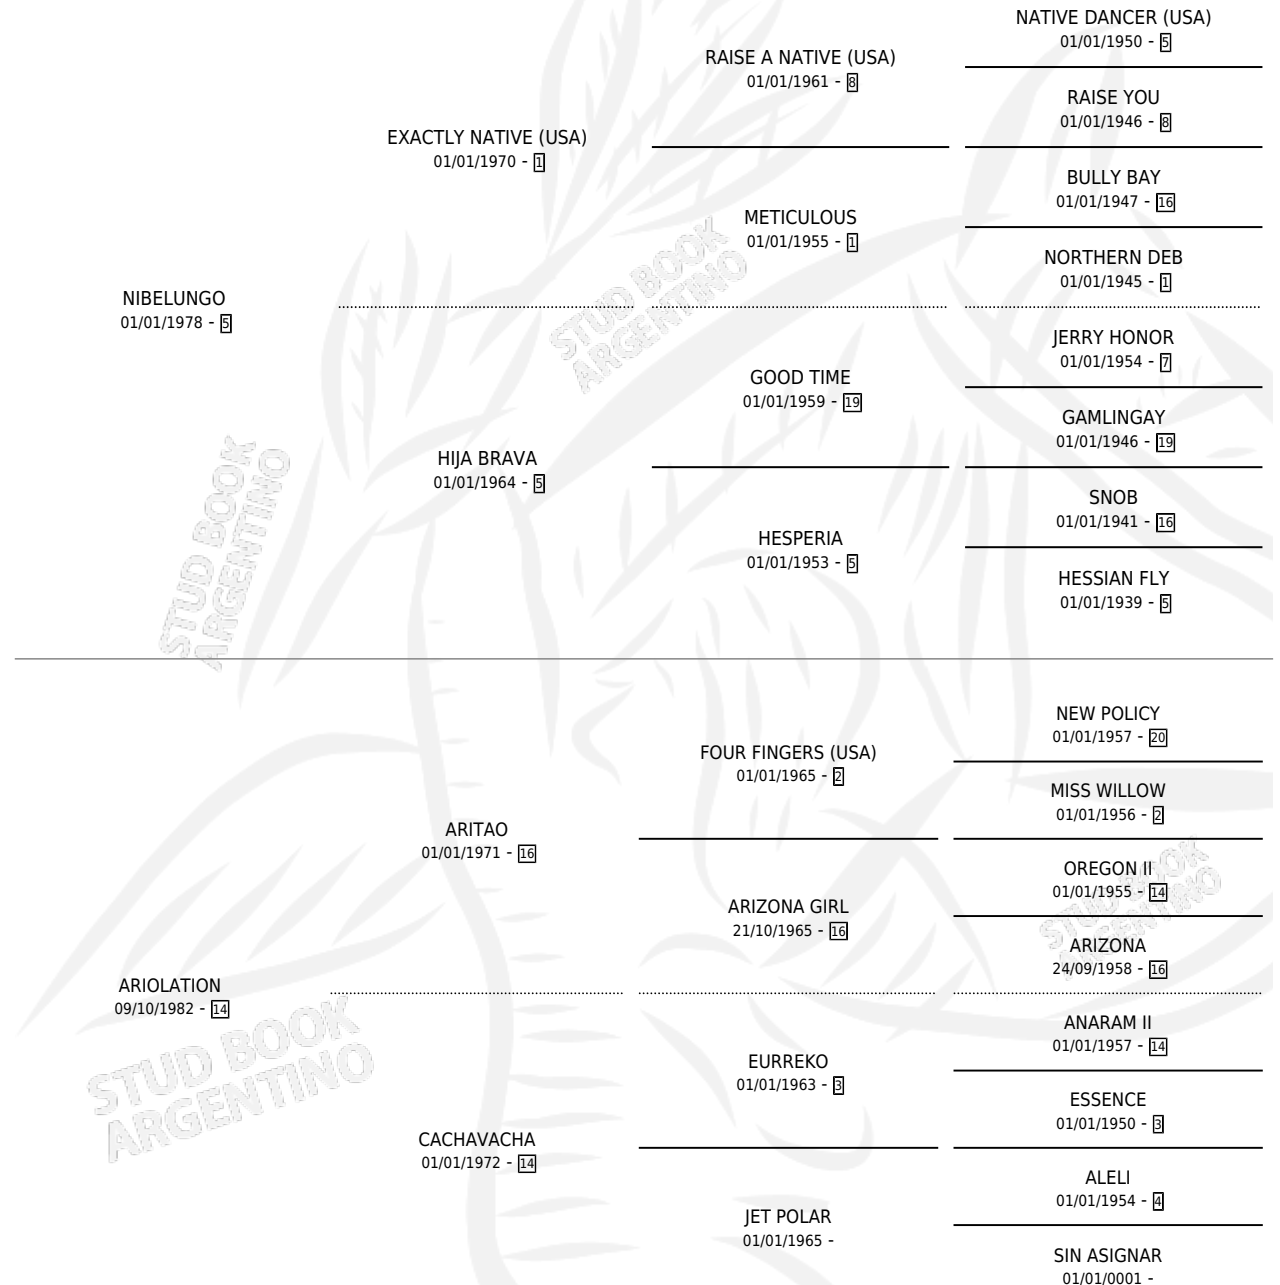 NATIVE DANCER (USA)
01/01/1950 - 5
RAISE A NATIVE (USA)
01/01/1961 - 8
RAISE YOU
01/01/1946 - 8
EXACTLY NATIVE (USA)
01/01/1970 - 1
BULLY BAY
01/01/1947 - 16
METICULOUS
01/01/1955 - 1
NORTHERN DEB
01/01/1945 - 1
NIBELUNGO
01/01/1978 - 5
JERRY HONOR
01/01/1954 - 7
GOOD TIME
01/01/1959 - 19
GAMLINGAY
01/01/1946 - 19
HIJA BRAVA
01/01/1964 - 5
SNOB
01/01/1941 - 16
HESPERIA
01/01/1953 - 5
HESSIAN FLY
01/01/1939 - 5
STUD BOOK
ARGENTINO
STUD BOOK
ARGENTINO
NEW POLICY
01/01/1957 - 20
FOUR FINGERS (USA)
01/01/1965 - 2
MISS WILLOW
01/01/1956 - 2
ARITAO
01/01/1971 - 16
OREGON II
01/01/1955 - 14
ARIZONA GIRL
21/10/1965 - 16
ARIZONA
24/09/1958 - 16
STUD BOOK
ARGENTINO
ARIOLATION
09/10/1982 - 14
ANARAM II
01/01/1957 - 14
EURREKO
01/01/1963 - 3
ESSENCE
01/01/1950 - 3
CACHAVACHA
01/01/1972 - 14
ALELI
01/01/1954 - 4
JET POLAR
01/01/1965 -
SIN ASIGNAR
01/01/0001 -
STUD BOOK
ARGENTINO